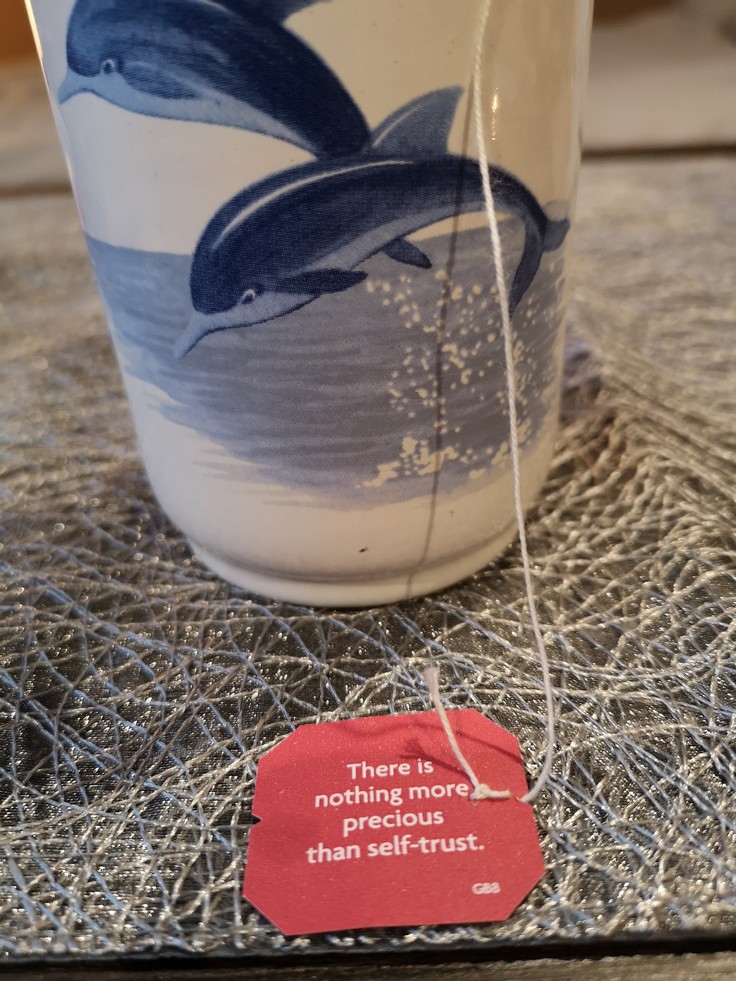 There is
nothing more
precious
than self-trust.
GB8